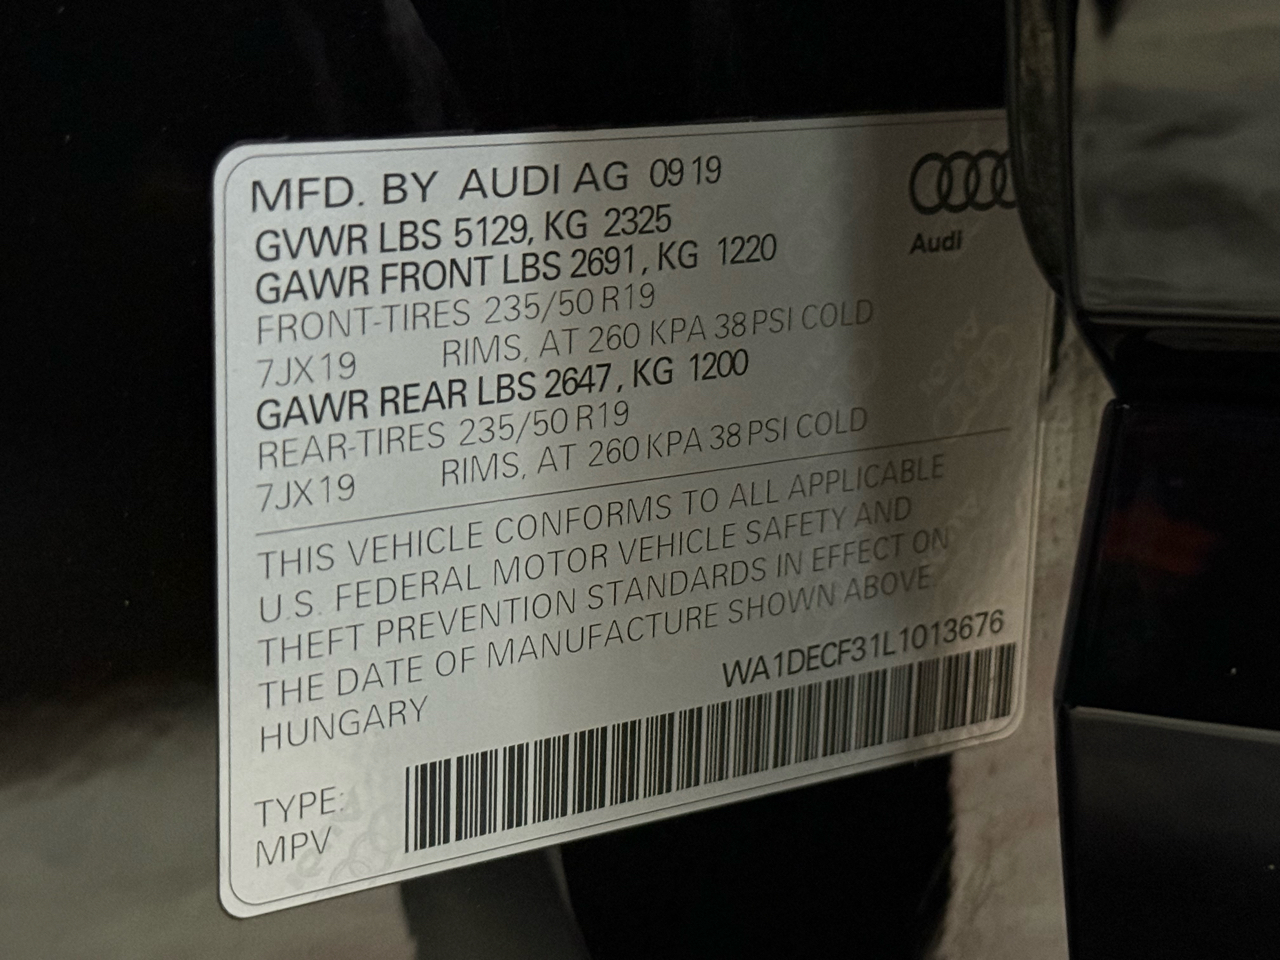 MFD. BY AUDI AG 09 19
GVWR LBS 5129, KG 2325
GAWR FRONT LBS 2691, KG 1220
FRONT-TIRES 235/50 R19
7JX19 RIMS, AT 260 KPA 38 PSI COLD
GAWR REAR LBS 2647, KG 1200
REAR-TIRES 235/50 R19
7JX19 RIMS, AT 260 KPA 38 PSI COLD
Audi
THIS VEHICLE CONFORMS TO ALL APPLICABLE
U.S. FEDERAL MOTOR VEHICLE SAFETY AND
THEFT PREVENTION STANDARDS IN EFFECT ON
THE DATE OF MANUFACTURE SHOWN ABOVE.
HUNGARY
WA1DECF31L1013676
TYPE:
MPV